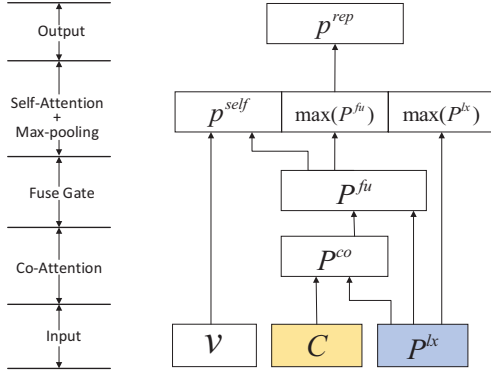 Output
Self-Attention
+
Max-pooling
Fuse Gate
Co-Attention
Input
p^{rep}
p^{self} max(P^{fu}) max(P^{lx})
P^{fu}
P^{co}
v C P^{lx}